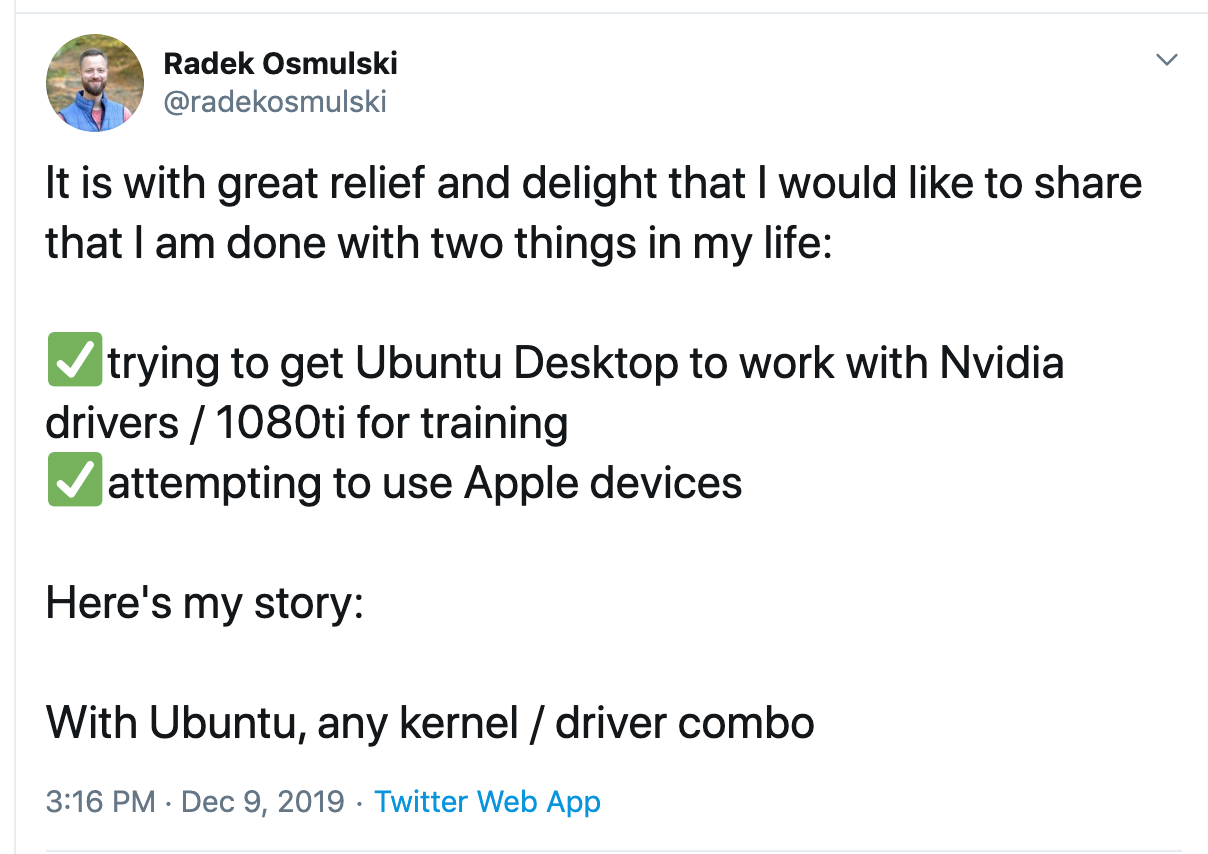 Radek Osmulski
@radekosmulski
It is with great relief and delight that I would like to share
that I am done with two things in my life:
✅trying to get Ubuntu Desktop to work with Nvidia
drivers / 1080ti for training
✅attempting to use Apple devices
Here's my story:
With Ubuntu, any kernel / driver combo
3:16 PM · Dec 9, 2019 · Twitter Web App